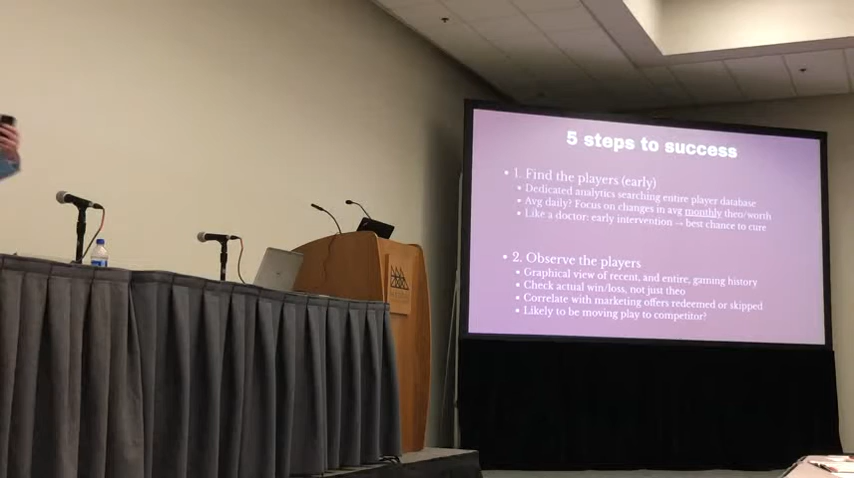 5 steps to success
• 1. Find the players (early)
• Dedicated analytics searching entire player database
• Avg daily? Focus on changes in avg monthly theo/worth
• Like a doctor: early intervention → best chance to cure
• 2. Observe the players
• Graphical view of recent, and entire, gaming history
• Check actual win/loss, not just theo
• Correlate with marketing offers redeemed or skipped
• Likely to be moving play to competitor?